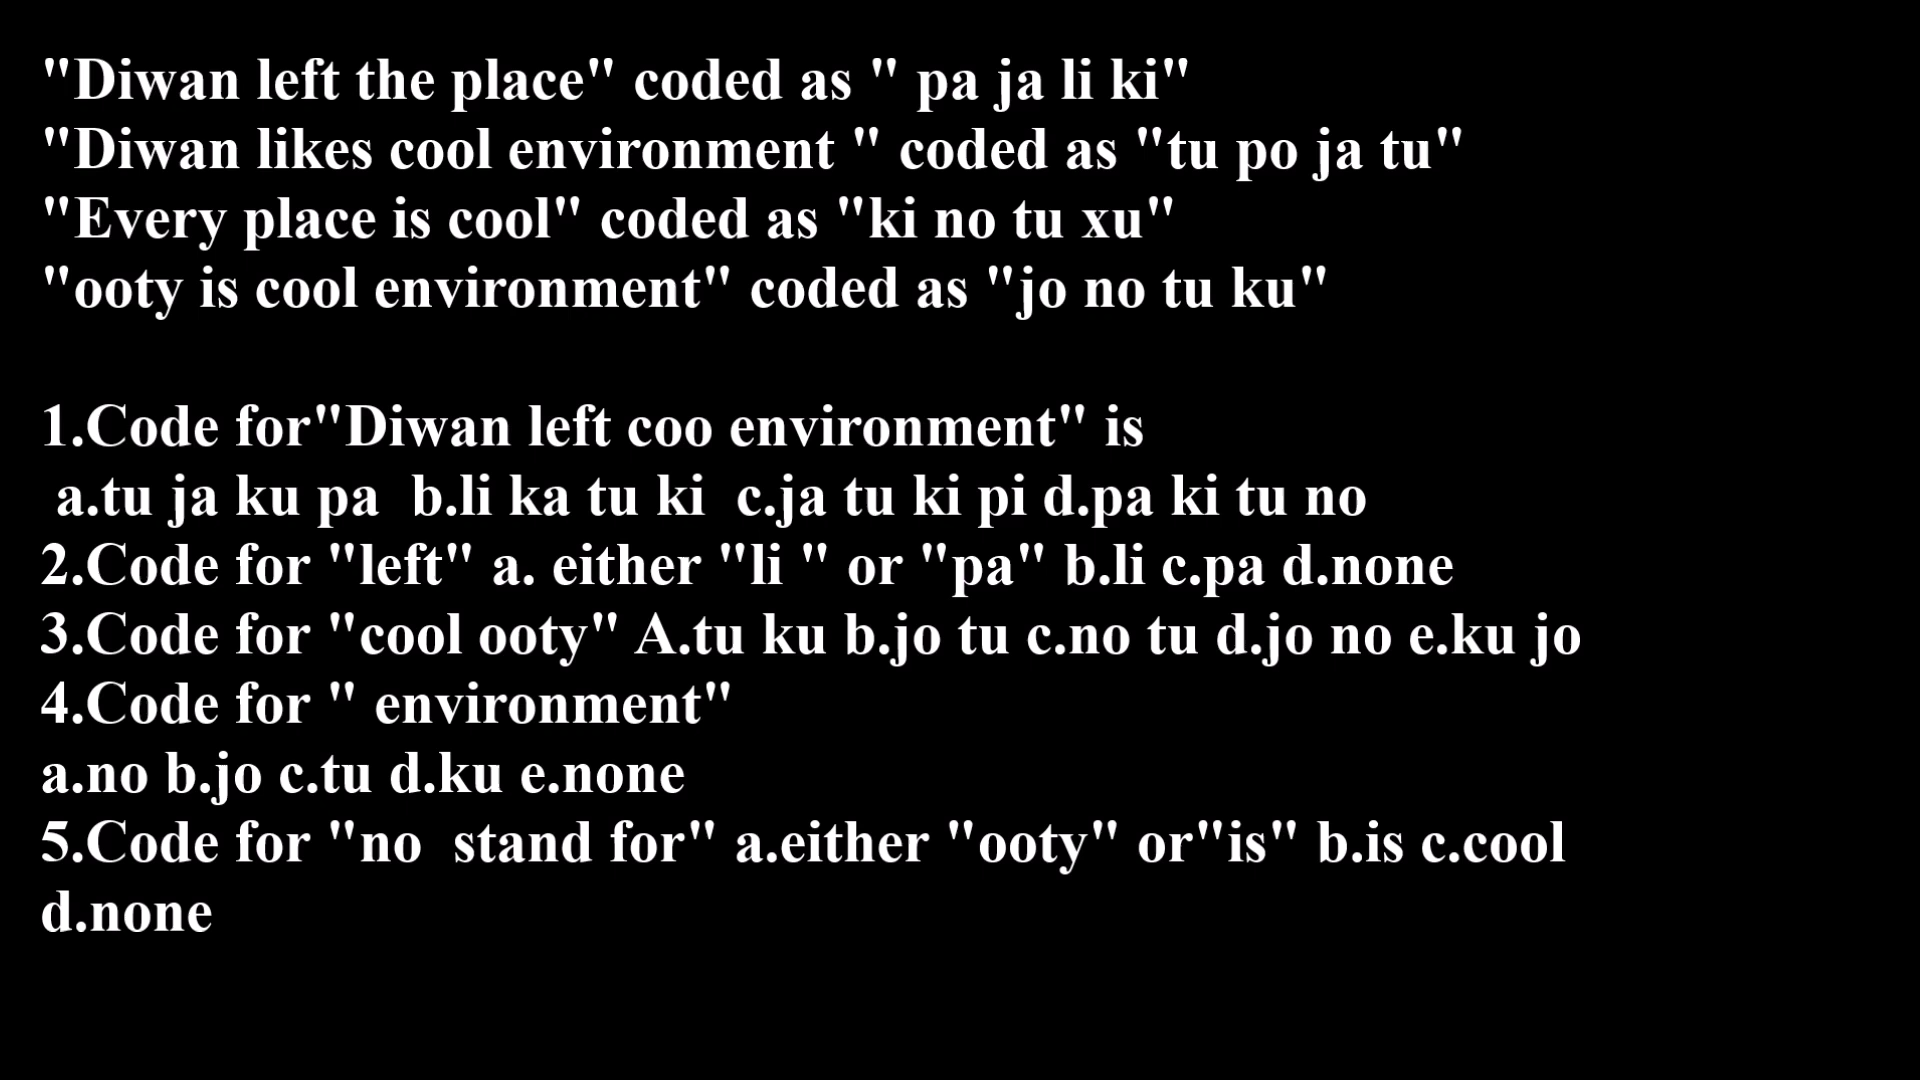 "Diwan left the place" coded as " pa ja li ki"
"Diwan likes cool environment " coded as "tu po ja tu"
"Every place is cool" coded as "ki no tu xu"
"ooty is cool environment" coded as "jo no tu ku"
1.Code for"Diwan left coo environment" is
a.tu ja ku pa  b.li ka tu ki  c.ja tu ki pi d.pa ki tu no
2.Code for "left" a. either "li " or "pa" b.li c.pa d.none
3.Code for "cool ooty" A.tu ku b.jo tu c.no tu d.jo no e.ku jo
4.Code for " environment"
a.no b.jo c.tu d.ku e.none
5.Code for "no  stand for" a.either "ooty" or"is" b.is c.cool
d.none